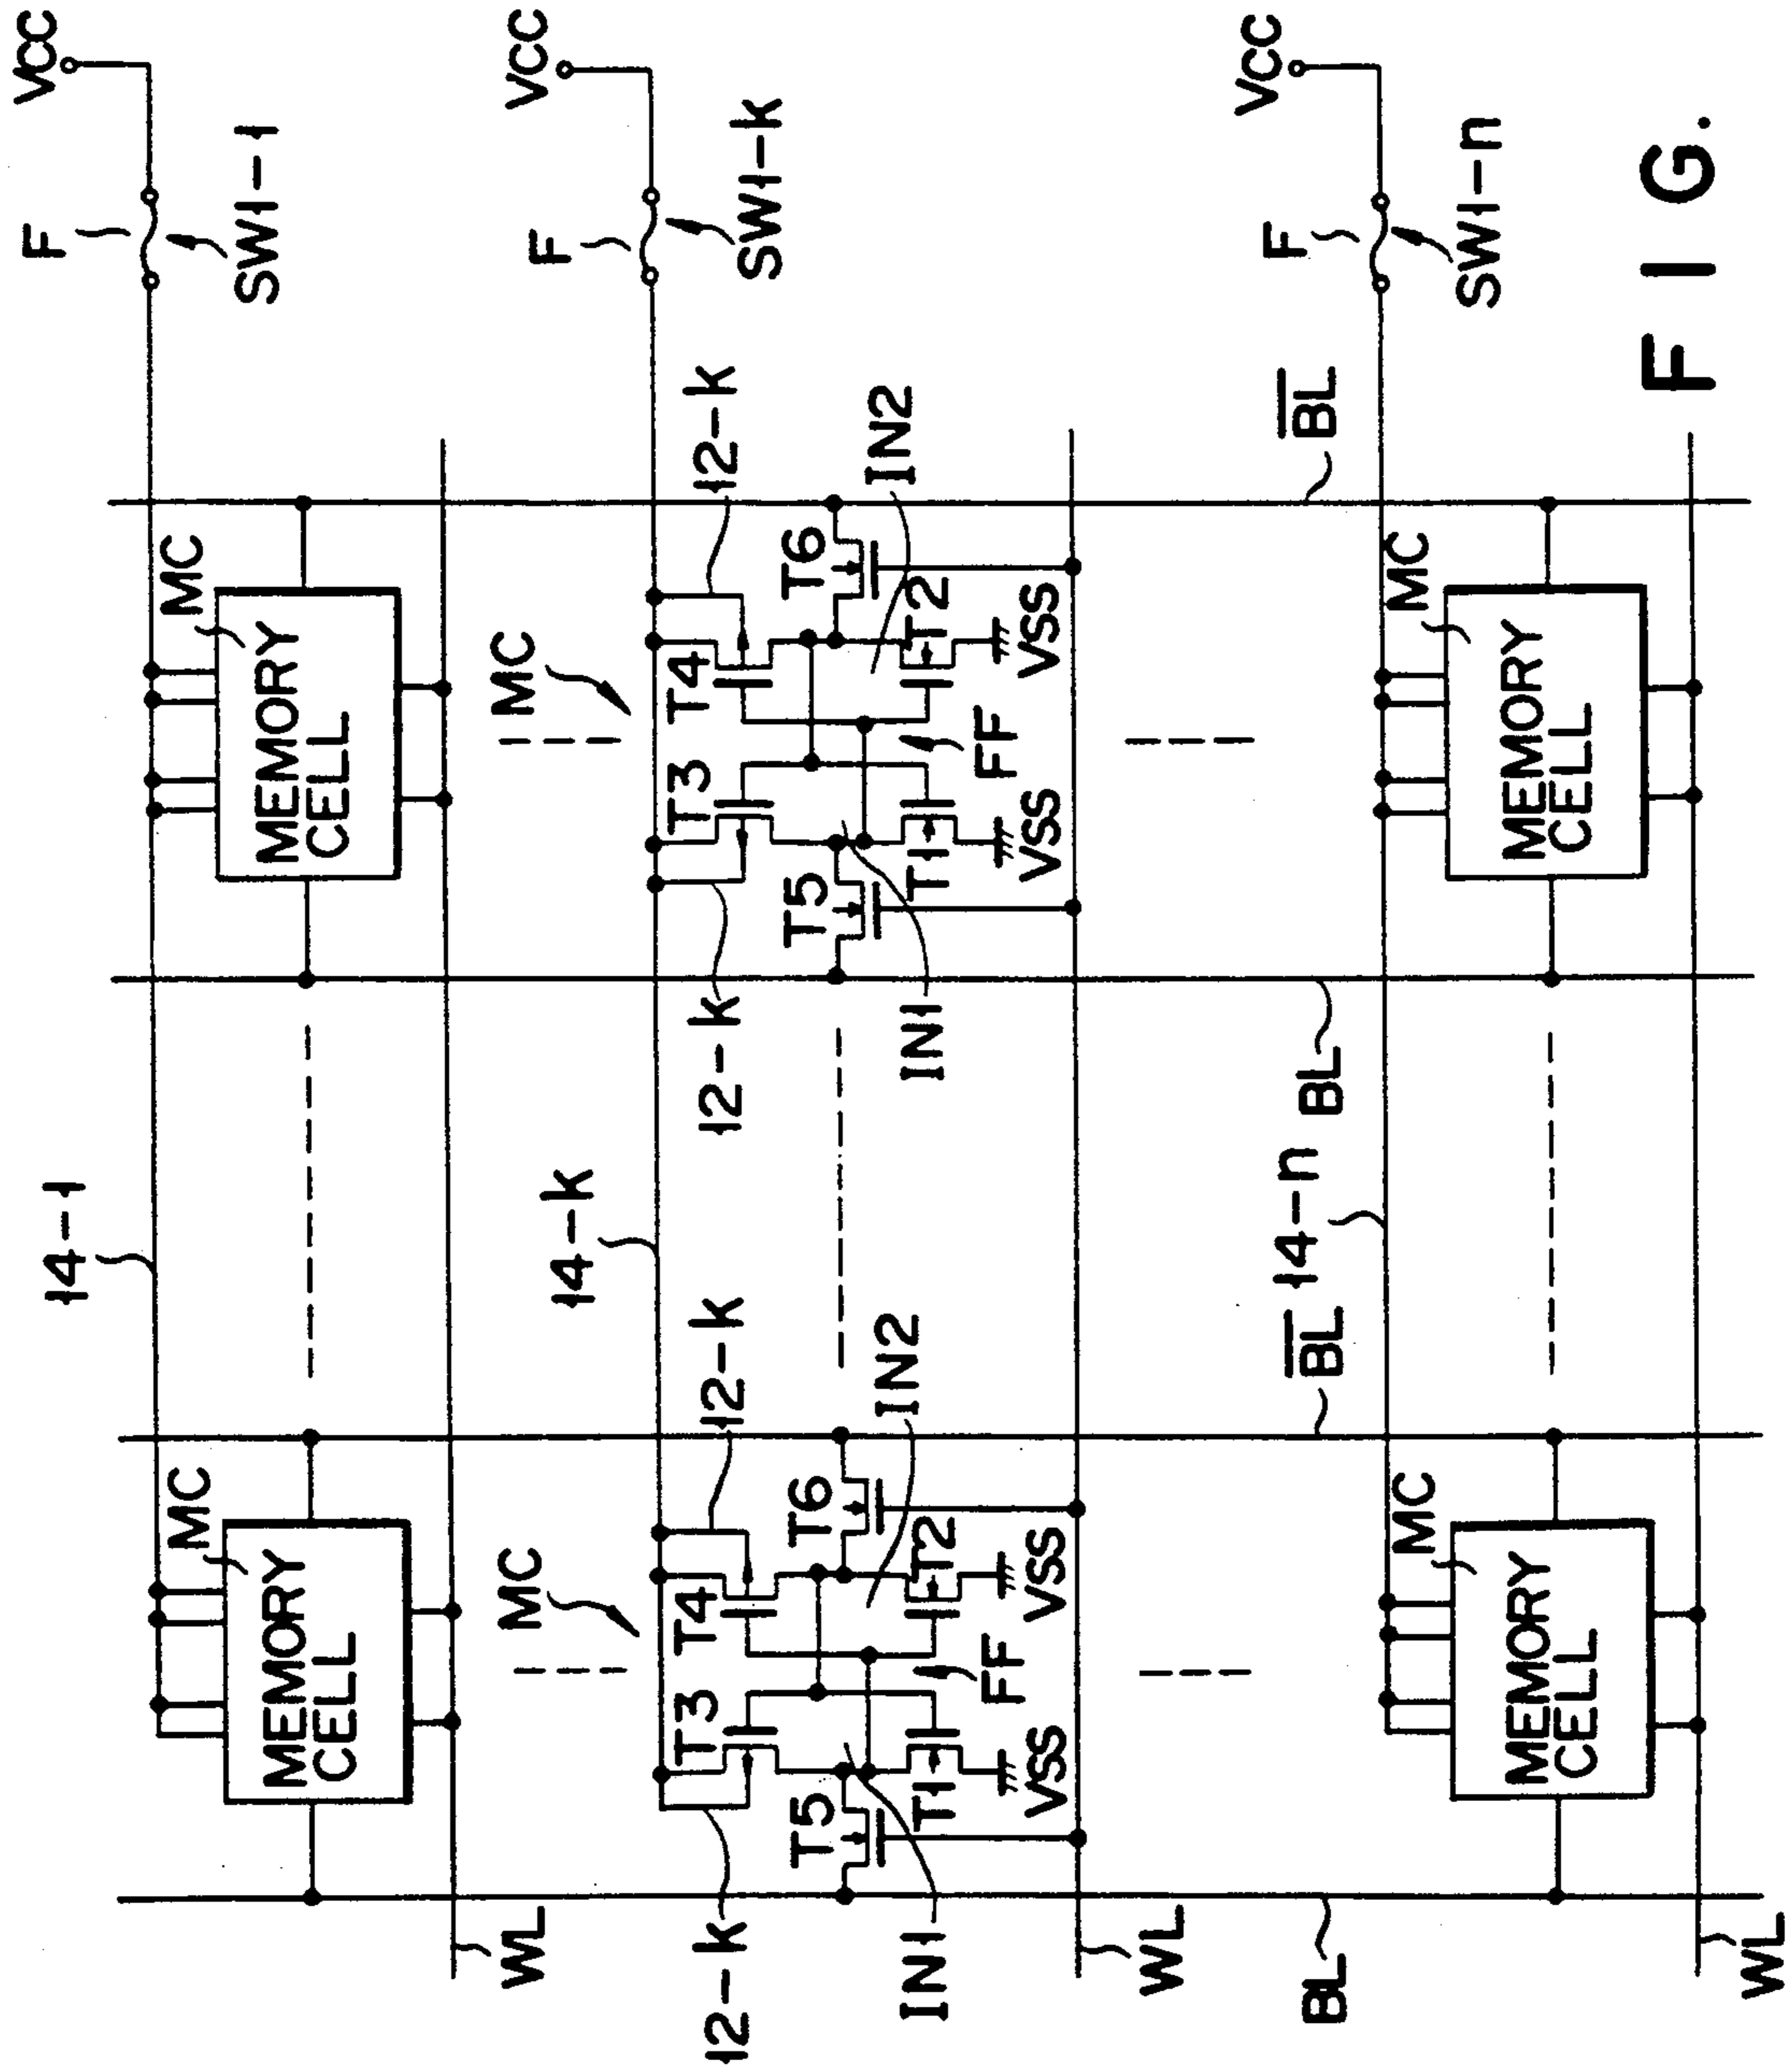 14-1
F
VCC
SW1-1
MC
MC
MEMORY
CELL
MEMORY
CELL
WL
14-k
F
VCC
SW1-k
MC
MC
12-k
12-k
12-k
12-k
T3
T4
T3
T4
T5
T6
T5
T6
T1
T2
T1
T2
IN1
IN2
IN1
IN2
FF
FF
VSS
VSS
VSS
VSS
WL
14-n
F
VCC
SW1-n
BL
BL
BL
BL
MC
MC
MEMORY
CELL
MEMORY
CELL
WL
FIG.